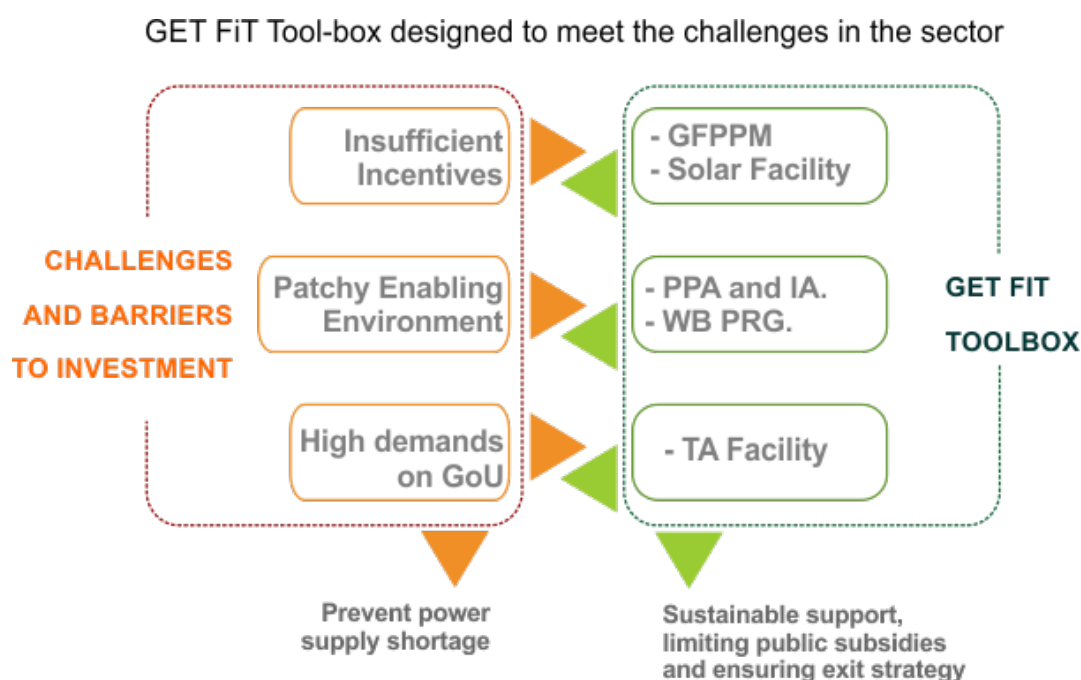 GET FiT Tool-box designed to meet the challenges in the sector
CHALLENGES
AND BARRIERS
TO INVESTMENT
Insufficient
Incentives
- GFPPM
- Solar Facility
Patchy Enabling
Environment
- PPA and IA.
- WB PRG.
High demands
on GoU
- TA Facility
GET FIT
TOOLBOX
Prevent power
supply shortage
Sustainable support,
limiting public subsidies
and ensuring exit strategy